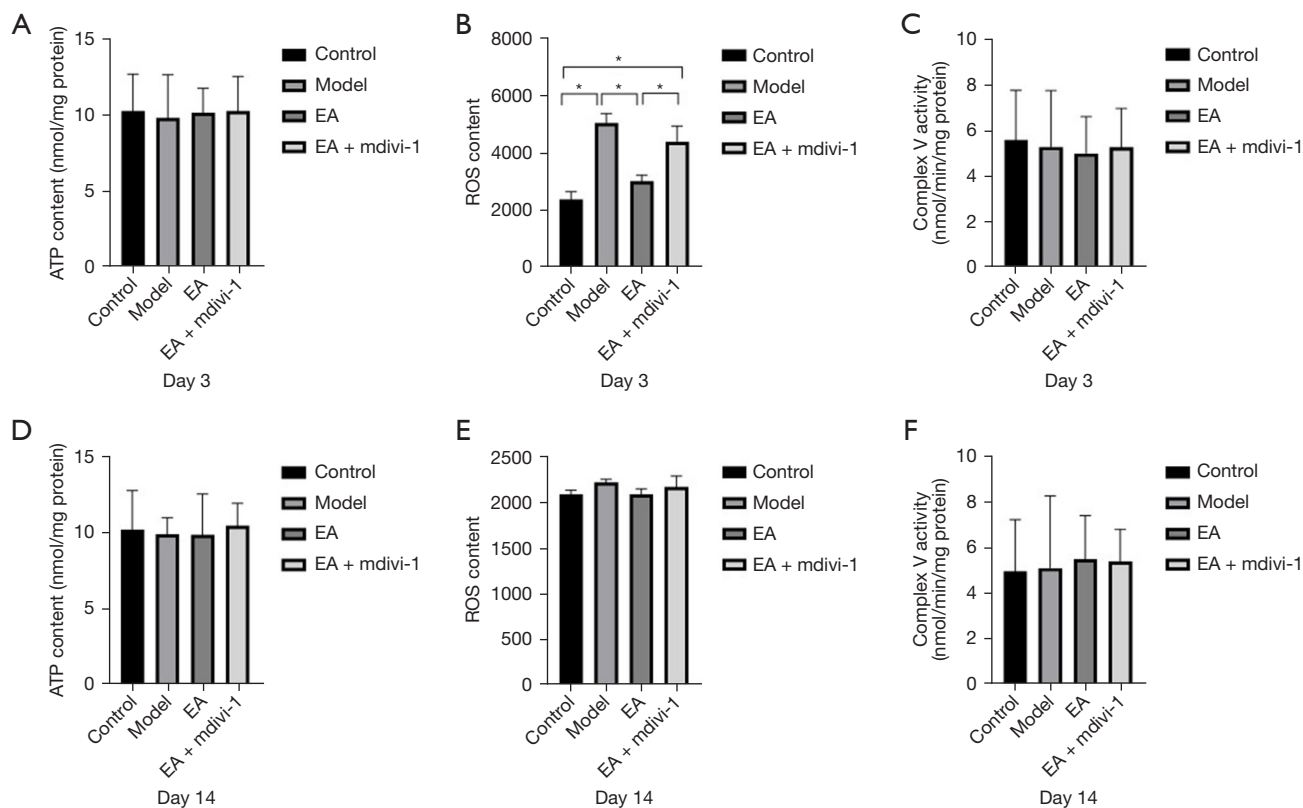 A
ATP content (nmol/mg protein)
15
10
5
0
Control
Model
EA
EA + mdivi-1
Control
Model
EA
EA + mdivi-1
Day 3
B
ROS content
8000
6000
4000
2000
0
*
* * *
Control
Model
EA
EA + mdivi-1
Control
Model
EA
EA + mdivi-1
Day 3
C
Complex V activity
(nmol/min/mg protein)
10
8
6
4
2
0
Control
Model
EA
EA + mdivi-1
Control
Model
EA
EA + mdivi-1
Day 3
D
ATP content (nmol/mg protein)
15
10
5
0
Control
Model
EA
EA + mdivi-1
Control
Model
EA
EA + mdivi-1
Day 14
E
ROS content
2500
2000
1500
1000
500
0
Control
Model
EA
EA + mdivi-1
Control
Model
EA
EA + mdivi-1
Day 14
F
Complex V activity
(nmol/min/mg protein)
10
8
6
4
2
0
Control
Model
EA
EA + mdivi-1
Control
Model
EA
EA + mdivi-1
Day 14